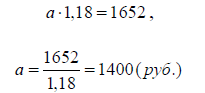 a · 1,18 = 1652 ,
a = 1652/1,18 = 1400 (руб.)